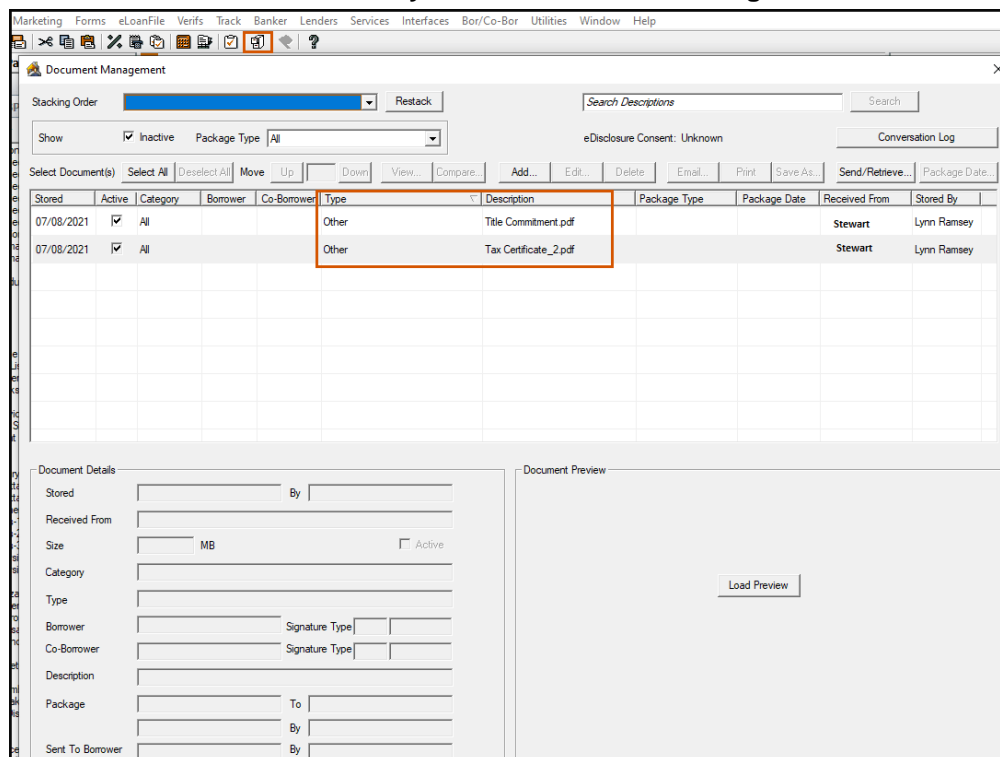 Marketing Forms eLoanFile Verifs Track Banker Lenders Services Interfaces Bor/Co-Bor Utilities Window Help
Document Management
Stacking Order Restack Search Descriptions Search
Show Inactive Package Type All eDisclosure Consent: Unknown Conversation Log
Select Document(s) Select All Deselect All Move Up Down View... Compare... Add... Edit... Delete Email... Print Save As... Send/Retrieve... Package Date...
Stored Active Category Borrower Co-Borrower Type Description Package Type Package Date Received From Stored By
07/08/2021 All Other Title Commitment.pdf Stewart Lynn Ramsey
07/08/2021 All Other Tax Certificate_2.pdf Stewart Lynn Ramsey
Document Details Document Preview
Stored By
Received From
Size MB Active
Category
Load Preview
Type
Borrower Signature Type
Co-Borrower Signature Type
Description
Package To
By
Sent To Borrower By